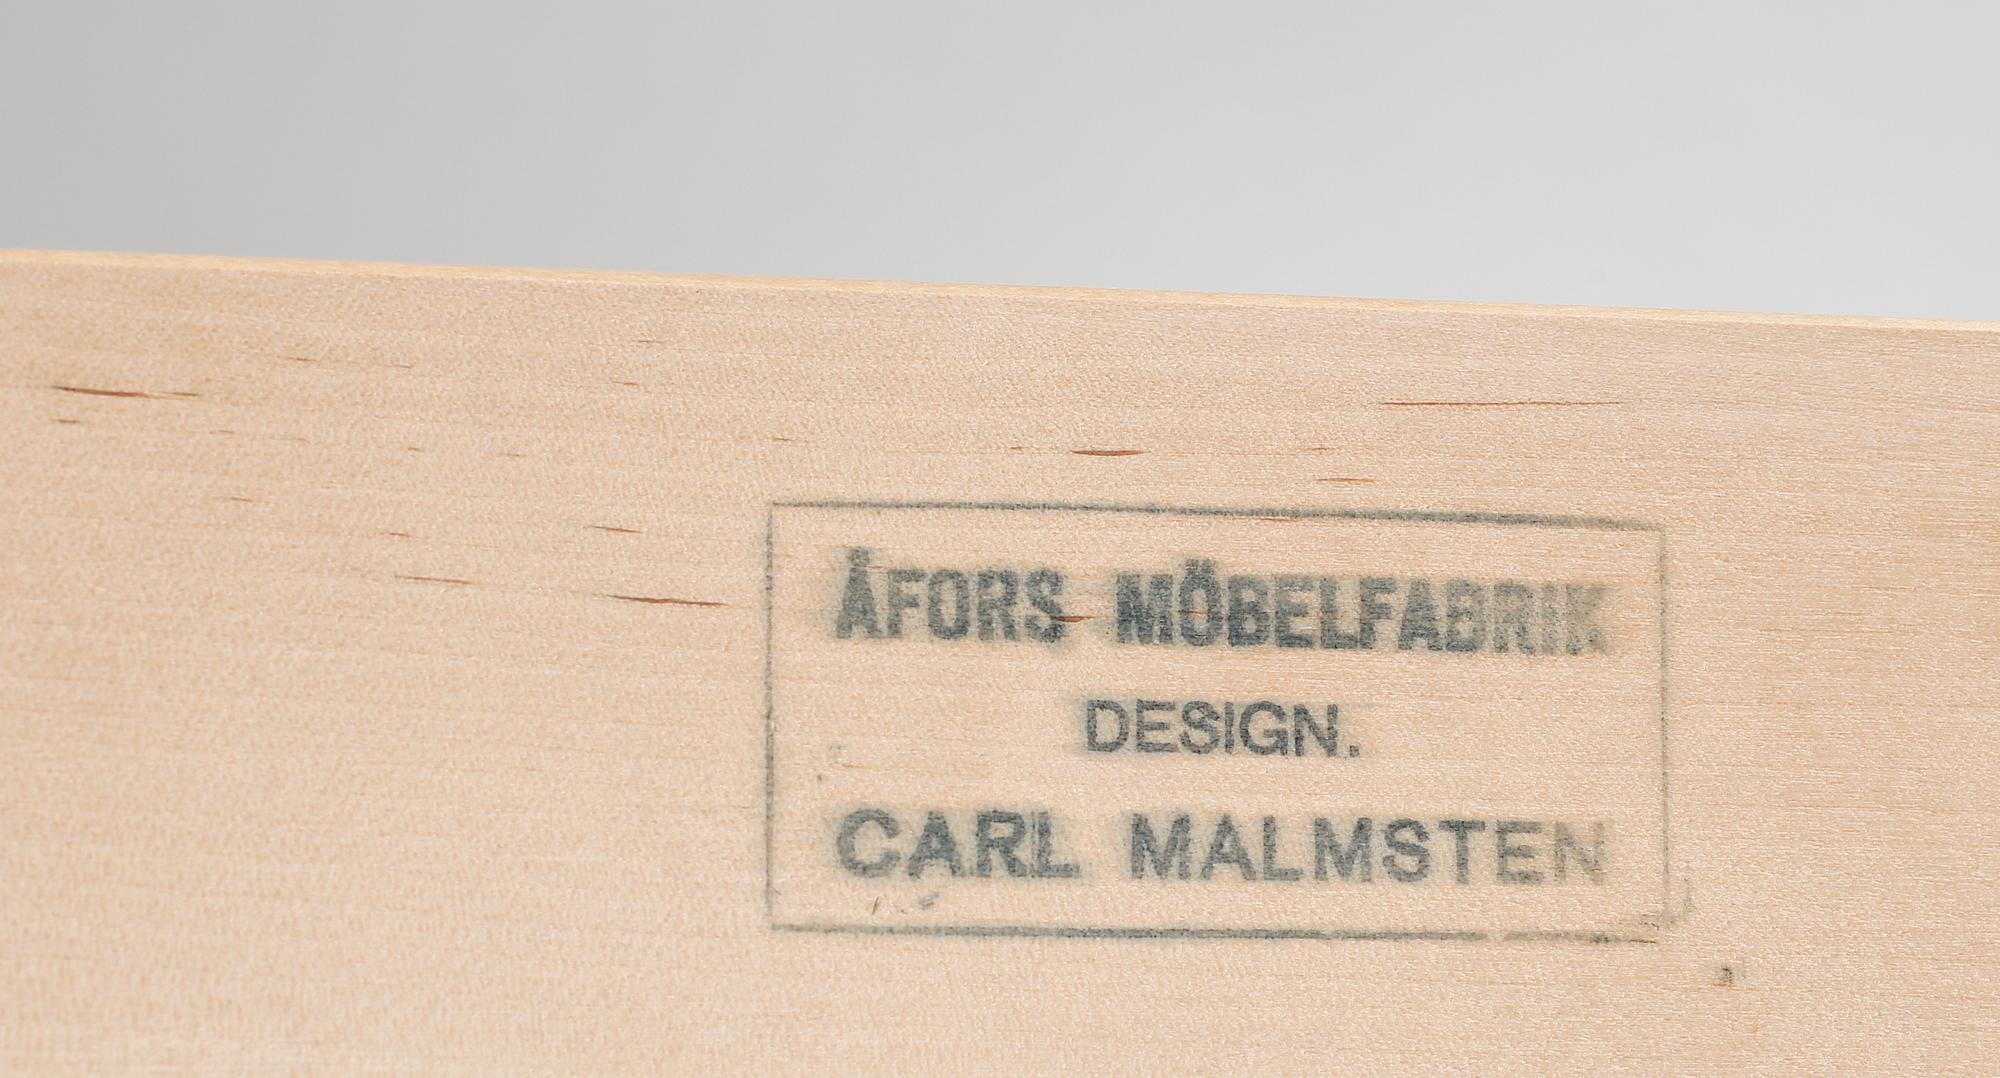 ÅFORS MÖBELFABRIK
DESIGN.
CARL MALMSTEN